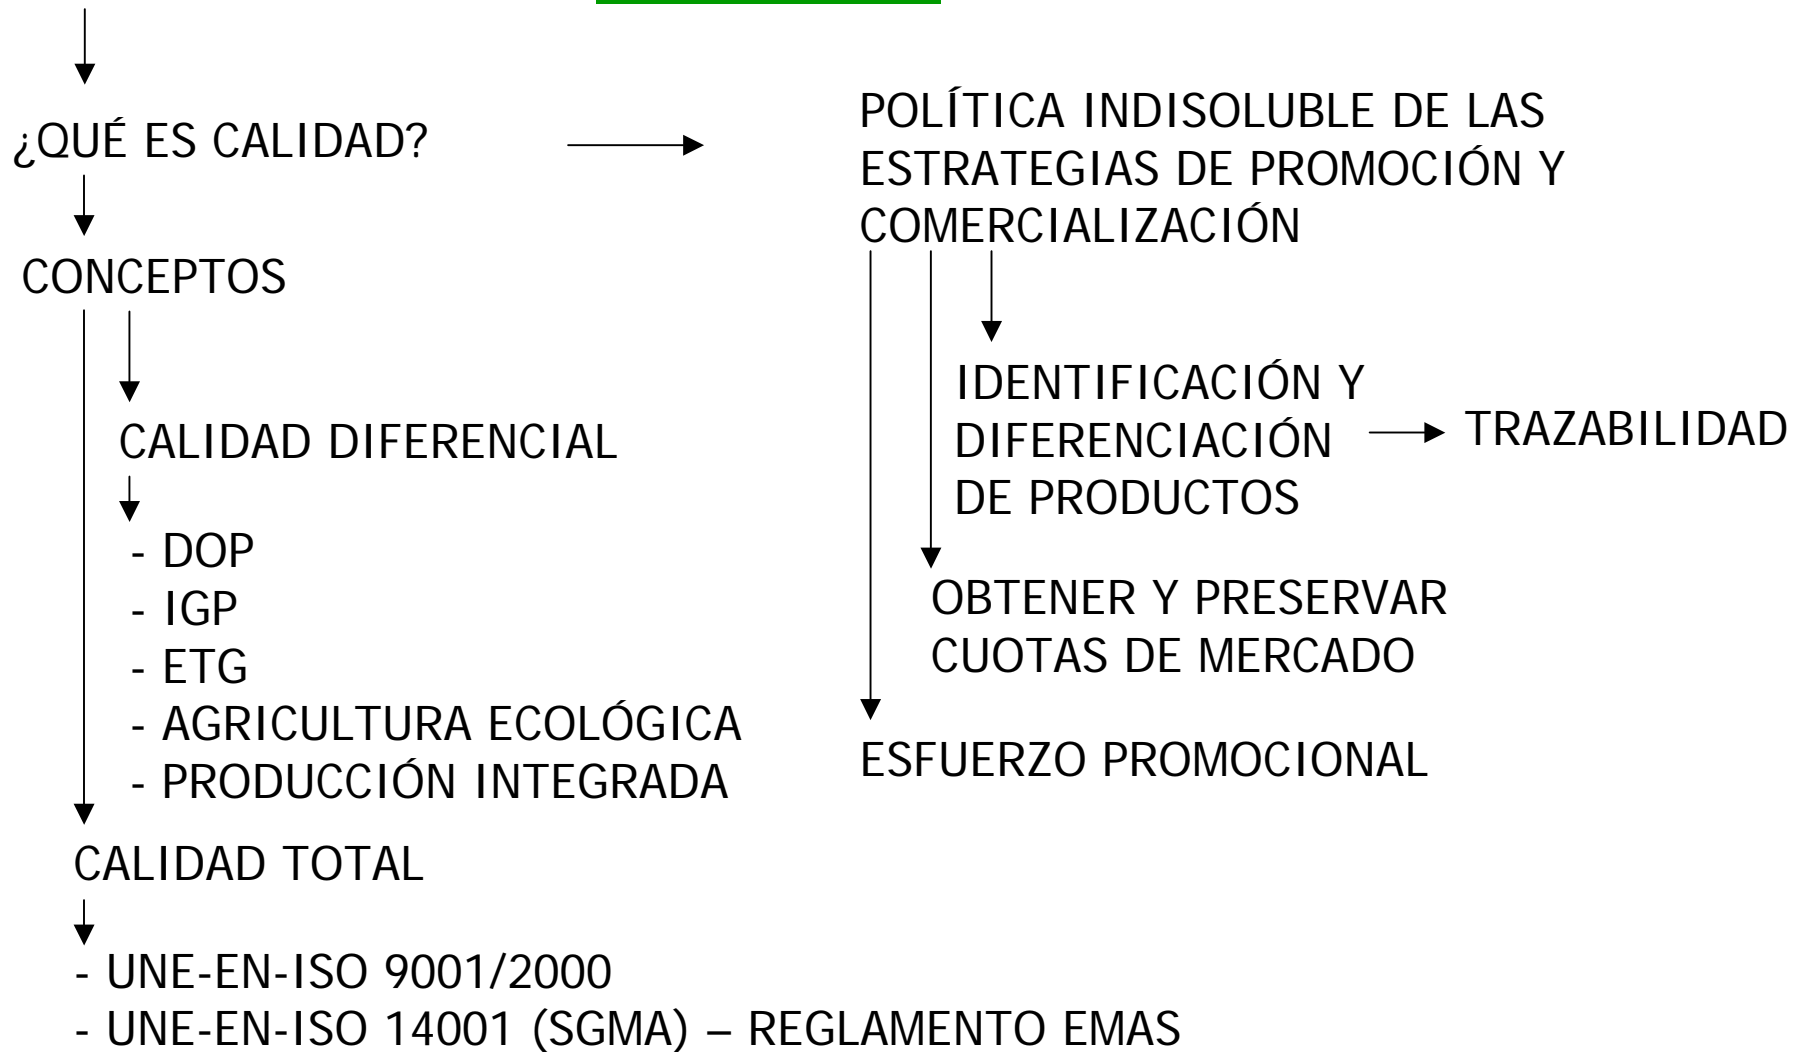 ¿QUÉ ES CALIDAD?
CONCEPTOS
CALIDAD DIFERENCIAL
- DOP
- IGP
- ETG
- AGRICULTURA ECOLÓGICA
- PRODUCCIÓN INTEGRADA
CALIDAD TOTAL
- UNE-EN-ISO 9001/2000
- UNE-EN-ISO 14001 (SGMA) – REGLAMENTO EMAS
POLÍTICA INDISOLUBLE DE LAS
ESTRATEGIAS DE PROMOCIÓN Y
COMERCIALIZACIÓN
IDENTIFICACIÓN Y
DIFERENCIACIÓN
DE PRODUCTOS
TRAZABILIDAD
OBTENER Y PRESERVAR
CUOTAS DE MERCADO
ESFUERZO PROMOCIONAL